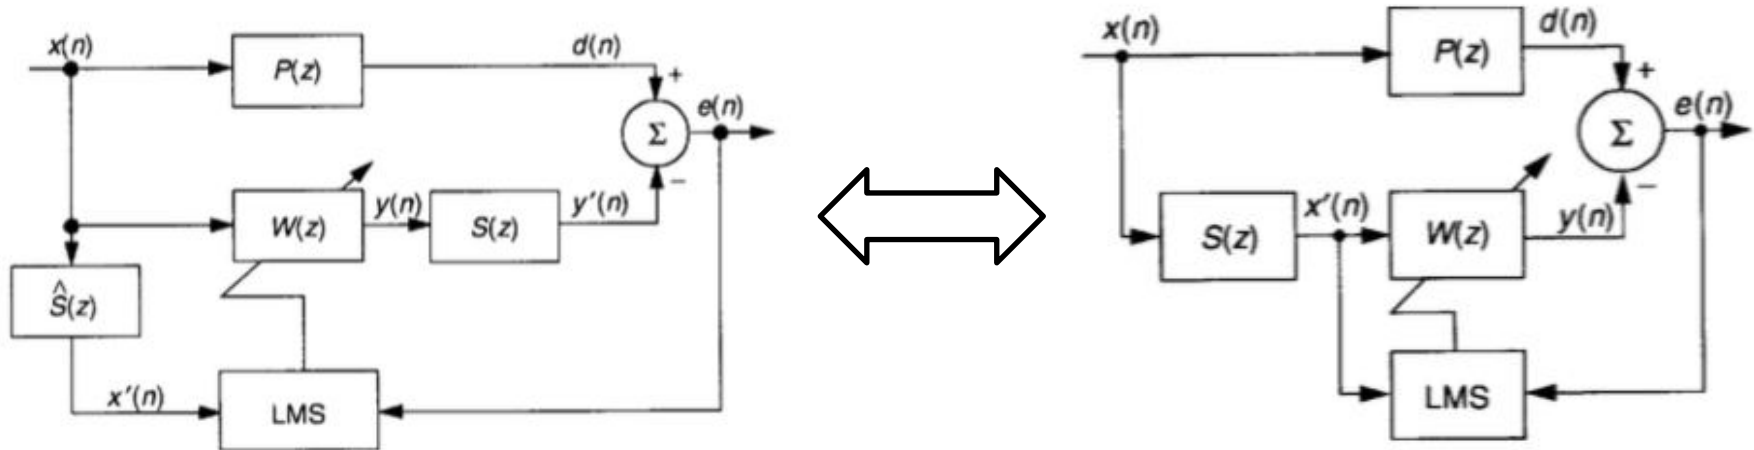 x(n)
P(z)
d(n)
+
e(n)
Σ
−
W(z)
y(n)
S(z)
y′(n)
Ŝ(z)
x′(n)
LMS
x(n)
P(z)
d(n)
+
e(n)
Σ
−
S(z)
x′(n)
W(z)
y(n)
LMS